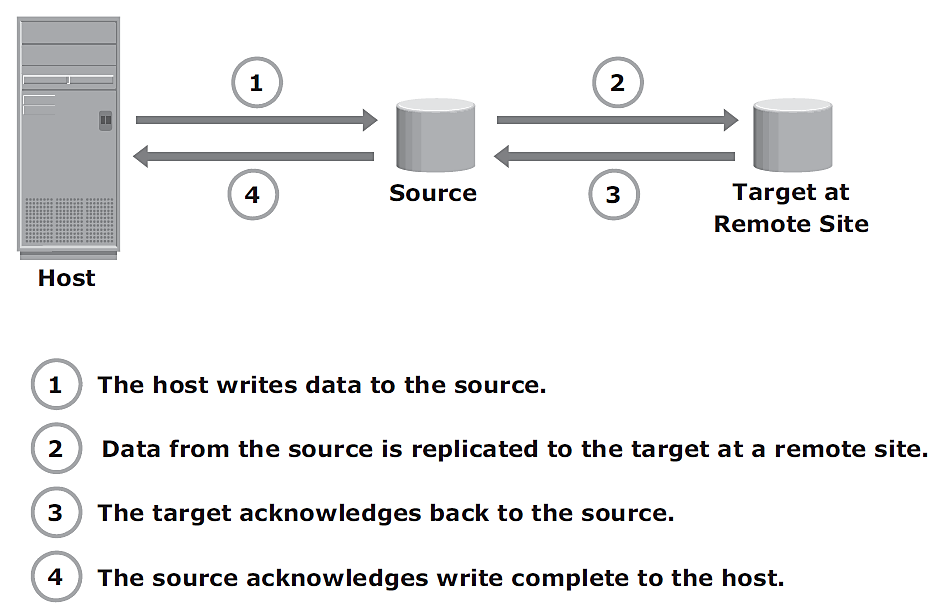 1
2
4
3
Source
Target at
Remote Site
Host
1 The host writes data to the source.
2 Data from the source is replicated to the target at a remote site.
3 The target acknowledges back to the source.
4 The source acknowledges write complete to the host.